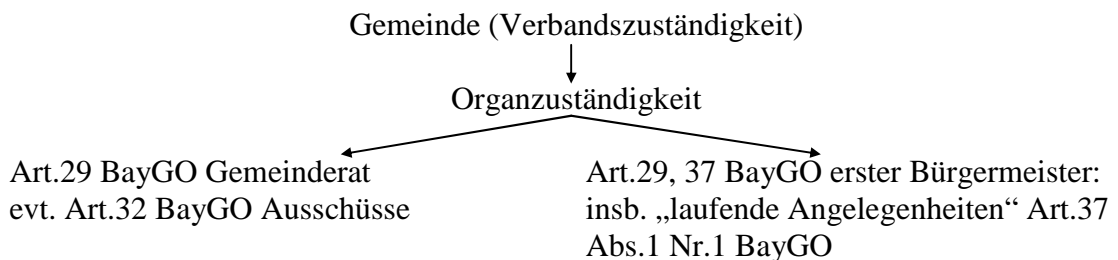 Gemeinde (Verbandszuständigkeit)
Organzuständigkeit
Art.29 BayGO Gemeinderat
evt. Art.32 BayGO Ausschüsse
Art.29, 37 BayGO erster Bürgermeister:
insb. „laufende Angelegenheiten“ Art.37
Abs.1 Nr.1 BayGO